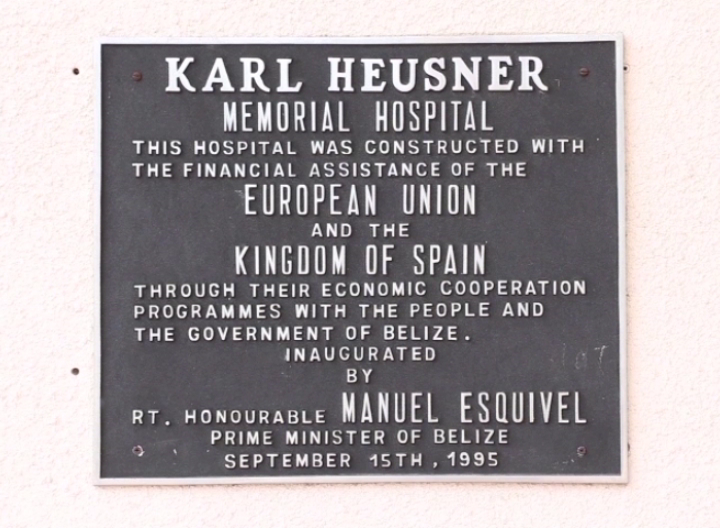 KARL HEUSNER
MEMORIAL HOSPITAL
THIS HOSPITAL WAS CONSTRUCTED WITH
THE FINANCIAL ASSISTANCE OF THE
EUROPEAN UNION
AND THE
KINGDOM OF SPAIN
THROUGH THEIR ECONOMIC COOPERATION
PROGRAMMES WITH THE PEOPLE AND
THE GOVERNMENT OF BELIZE.
INAUGURATED
BY
RT. HONOURABLE MANUEL ESQUIVEL
PRIME MINISTER OF BELIZE
SEPTEMBER 15TH, 1995